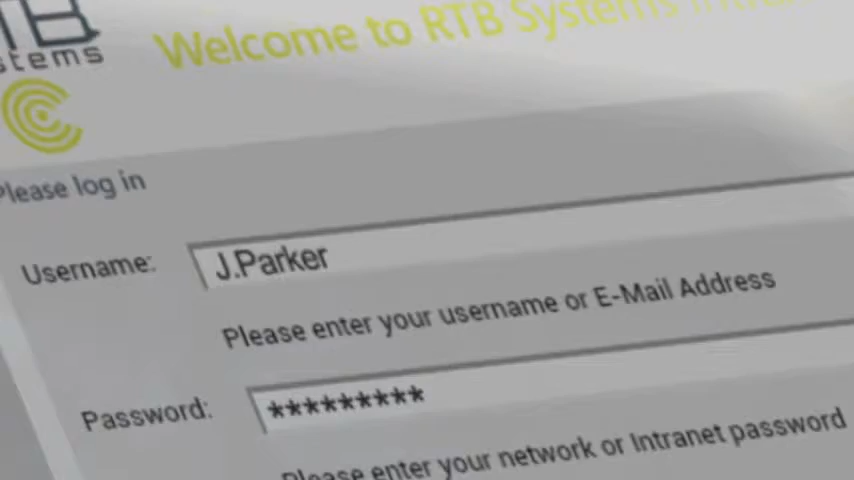 TB
stems
Welcome to RTB Systems
Please log in
Username:
J.Parker
Please enter your username or E-Mail Address
Password:
*********
Please enter your network or Intranet password